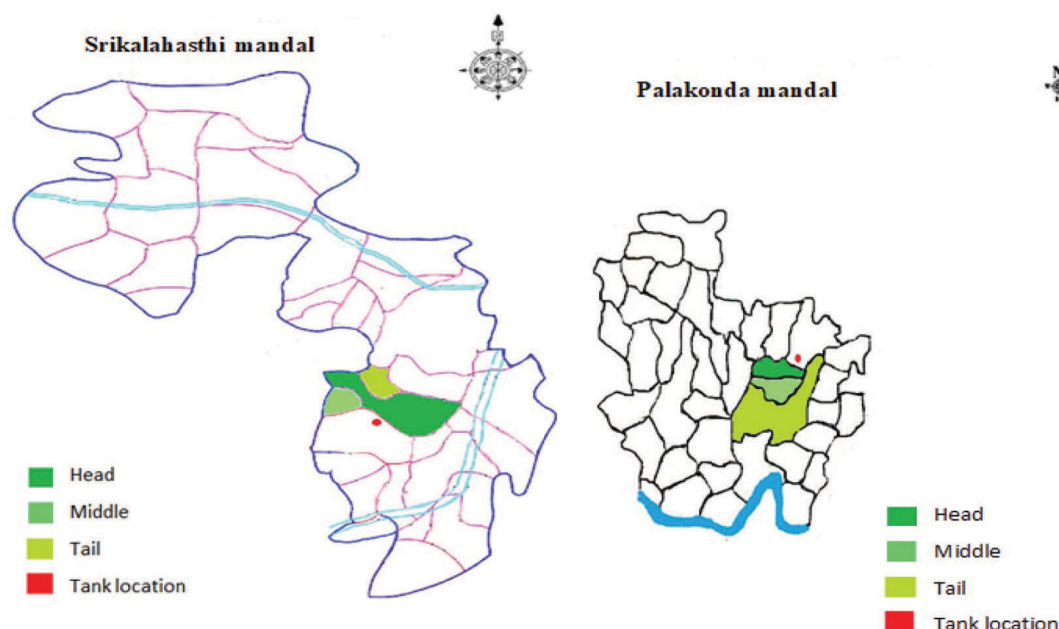 Srikalahasthi mandal
Palakonda mandal
N
Head
Middle
Tail
Tank location
Head
Middle
Tail
Tank location